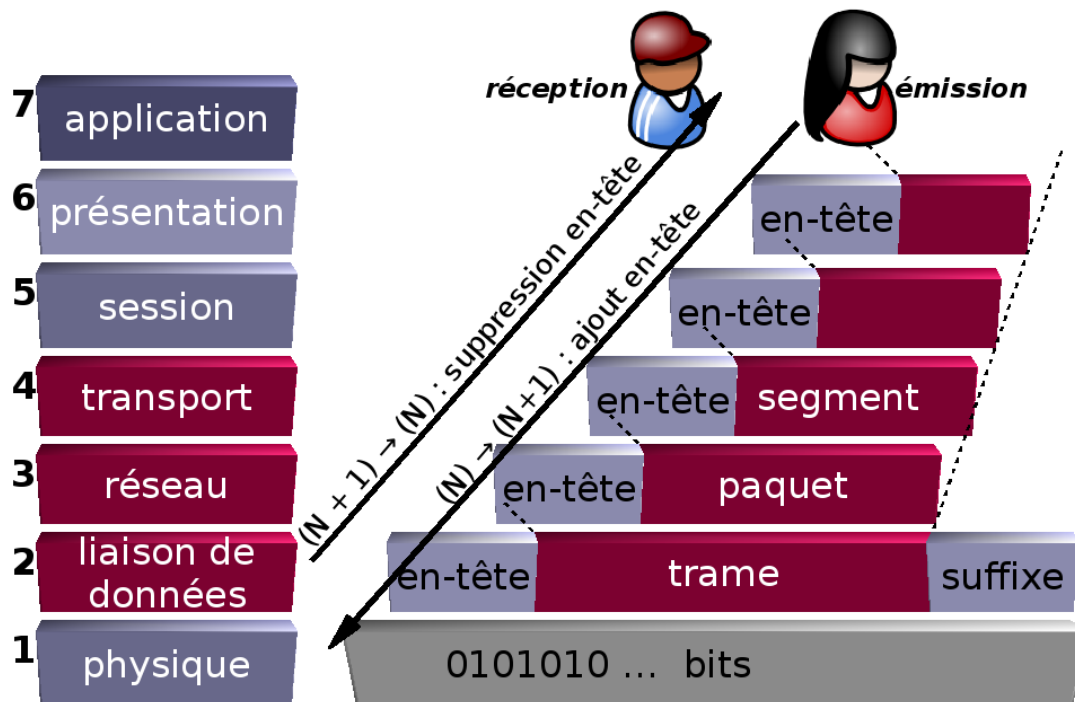 réception
émission
7
application
6
présentation
en-tête
5
session
en-tête
4
transport
en-tête
segment
3
réseau
en-tête
paquet
2
liaison de
données
en-tête
trame
suffixe
1
physique
0101010 ... bits
(N + 1) → (N) : suppression en-tête
(N) → (N+1) : ajout en-tête